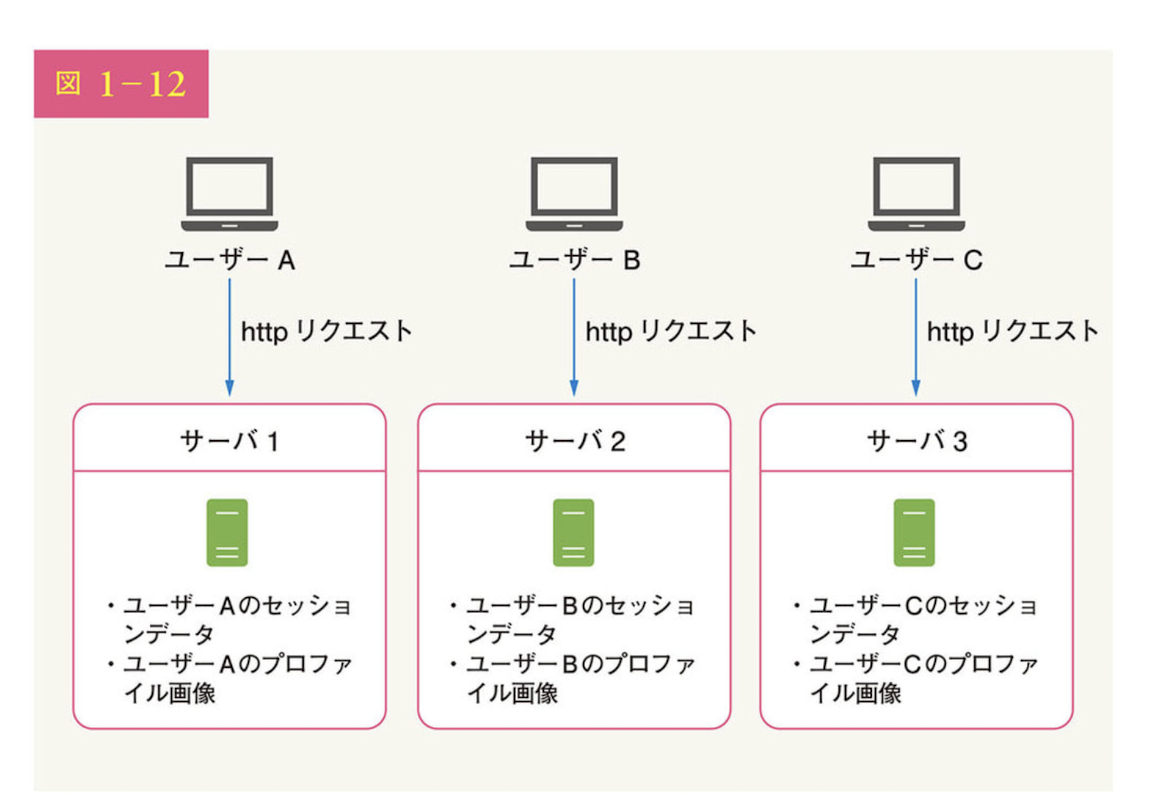 図 1-12
ユーザー A
ユーザー B
ユーザー C
http リクエスト
http リクエスト
http リクエスト
サーバ 1
・ユーザーAのセッショ
ンデータ
・ユーザーAのプロファ
イル画像
サーバ 2
・ユーザーBのセッショ
ンデータ
・ユーザーBのプロファ
イル画像
サーバ 3
・ユーザーCのセッショ
ンデータ
・ユーザーCのプロファ
イル画像